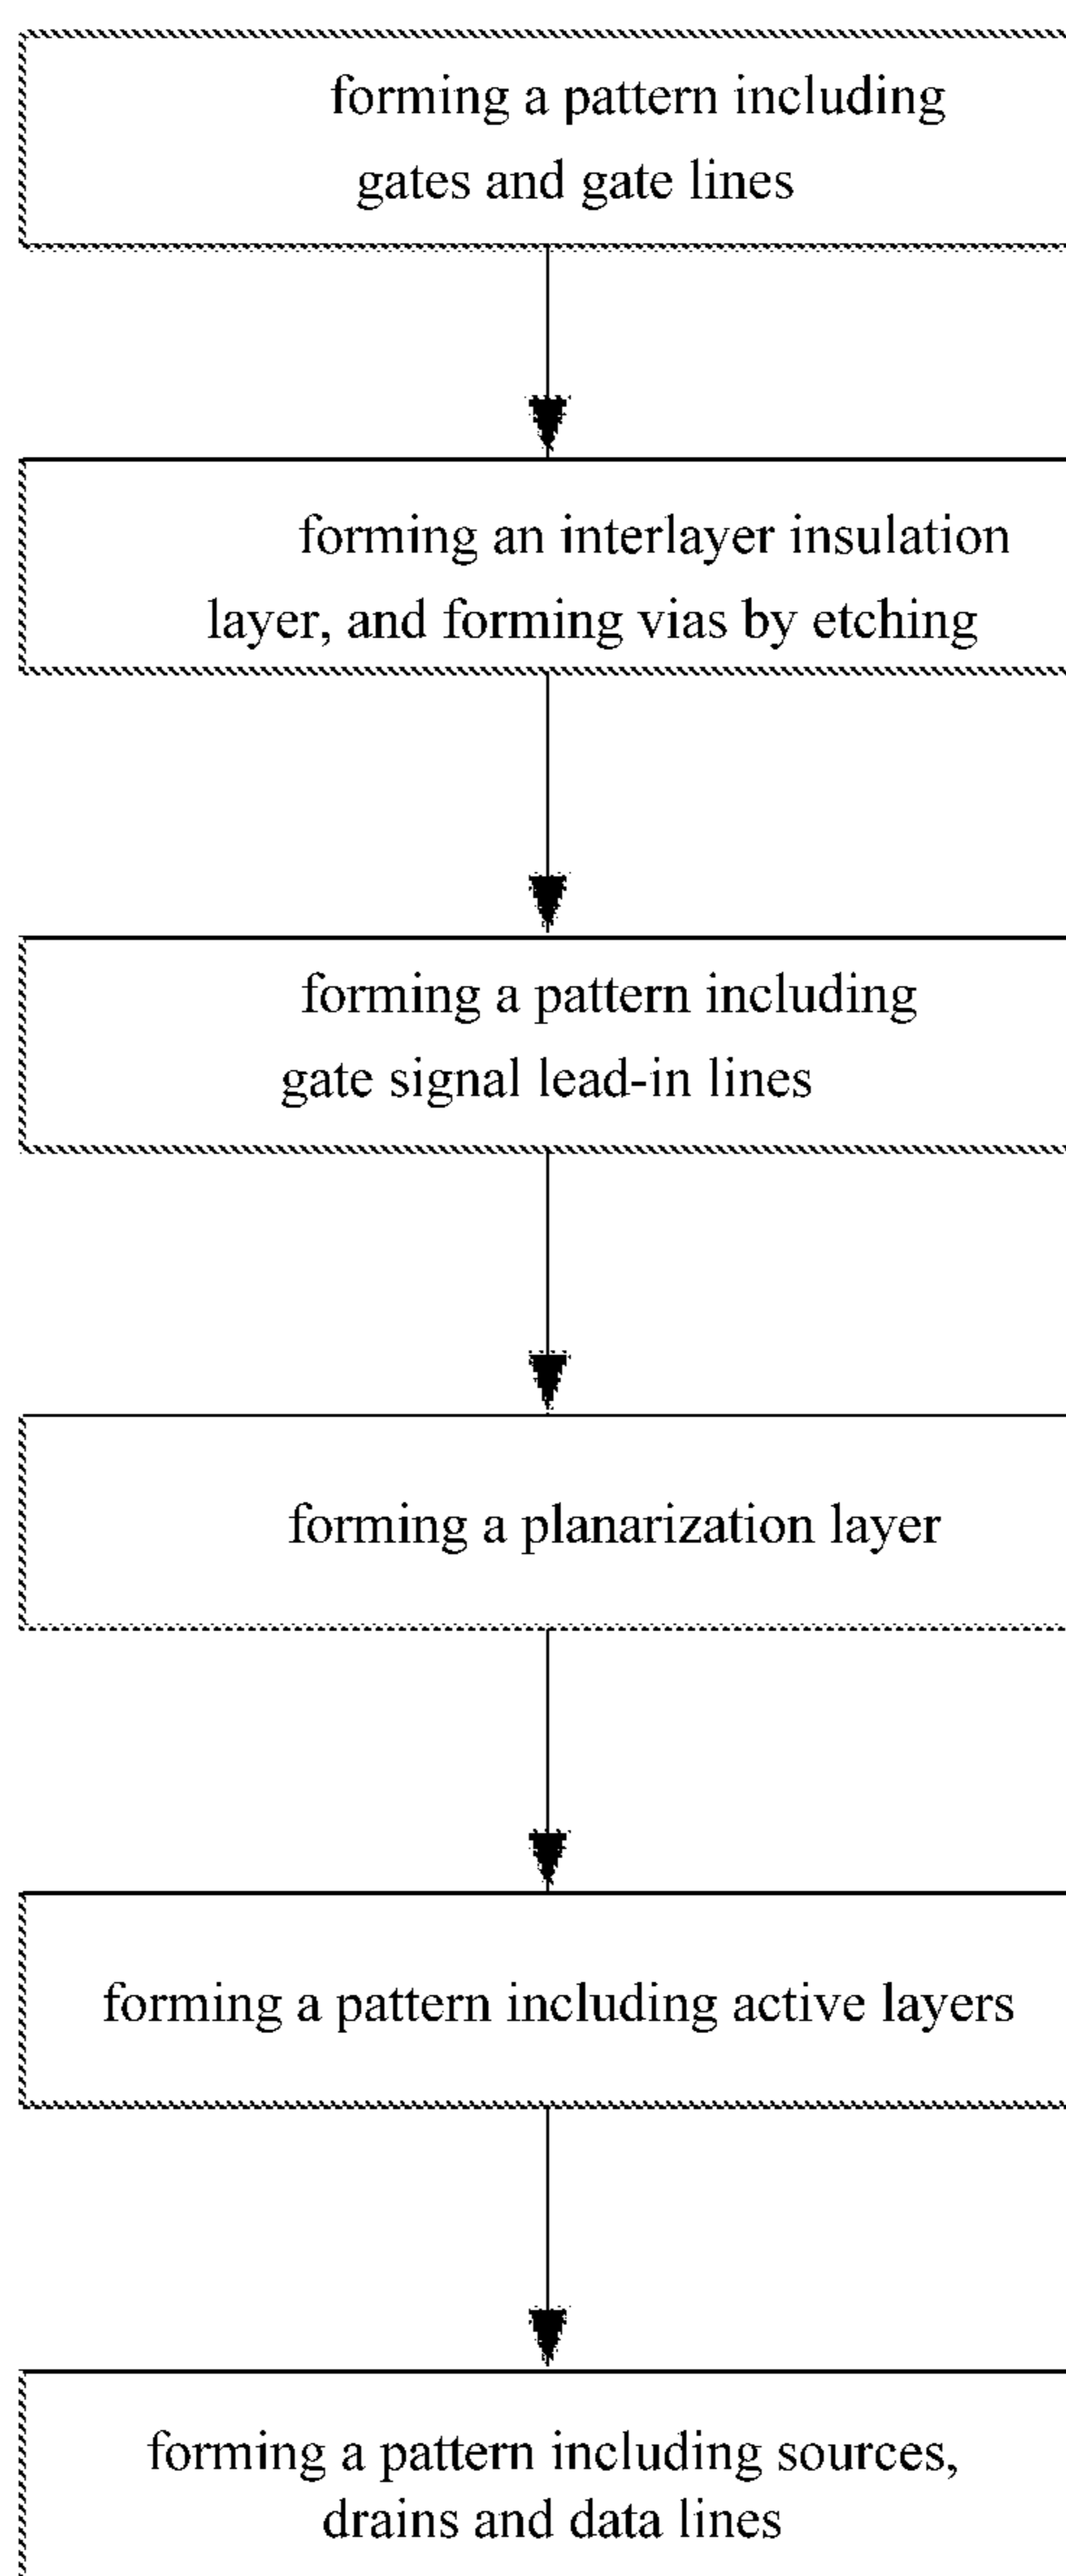 forming a pattern including
gates and gate lines
forming an interlayer insulation
layer, and forming vias by etching
forming a pattern including
gate signal lead-in lines
forming a planarization layer
forming a pattern including active layers
forming a pattern including sources,
drains and data lines